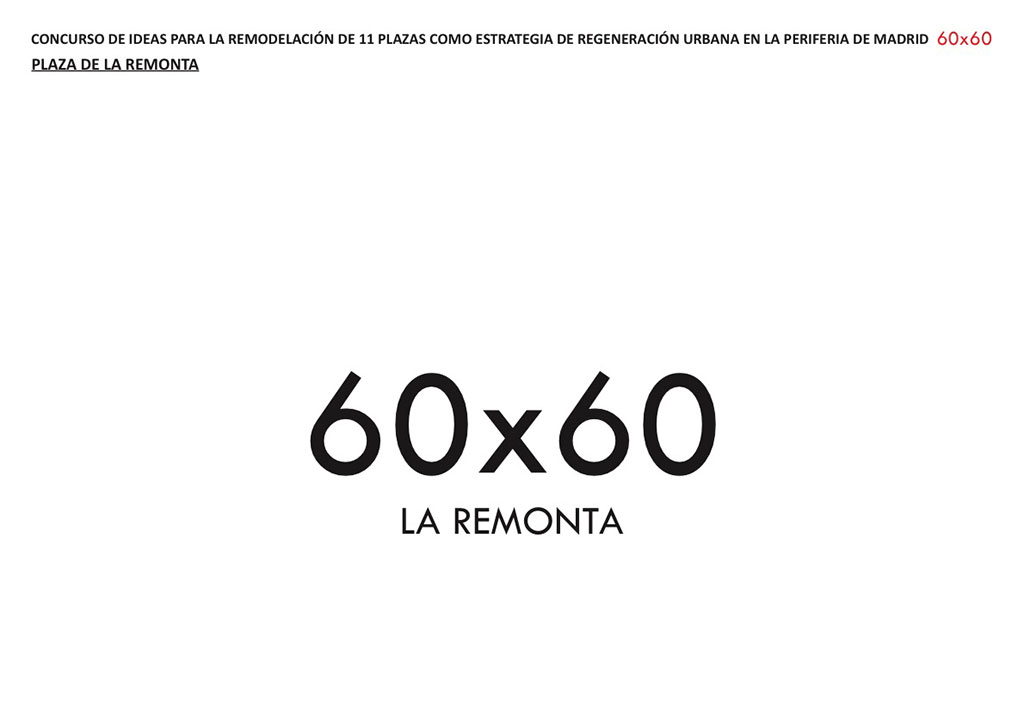 CONCURSO DE IDEAS PARA LA REMODELACIÓN DE 11 PLAZAS COMO ESTRATEGIA DE REGENERACIÓN URBANA EN LA PERIFERIA DE MADRID 60x60
PLAZA DE LA REMONTA
60x60
LA REMONTA